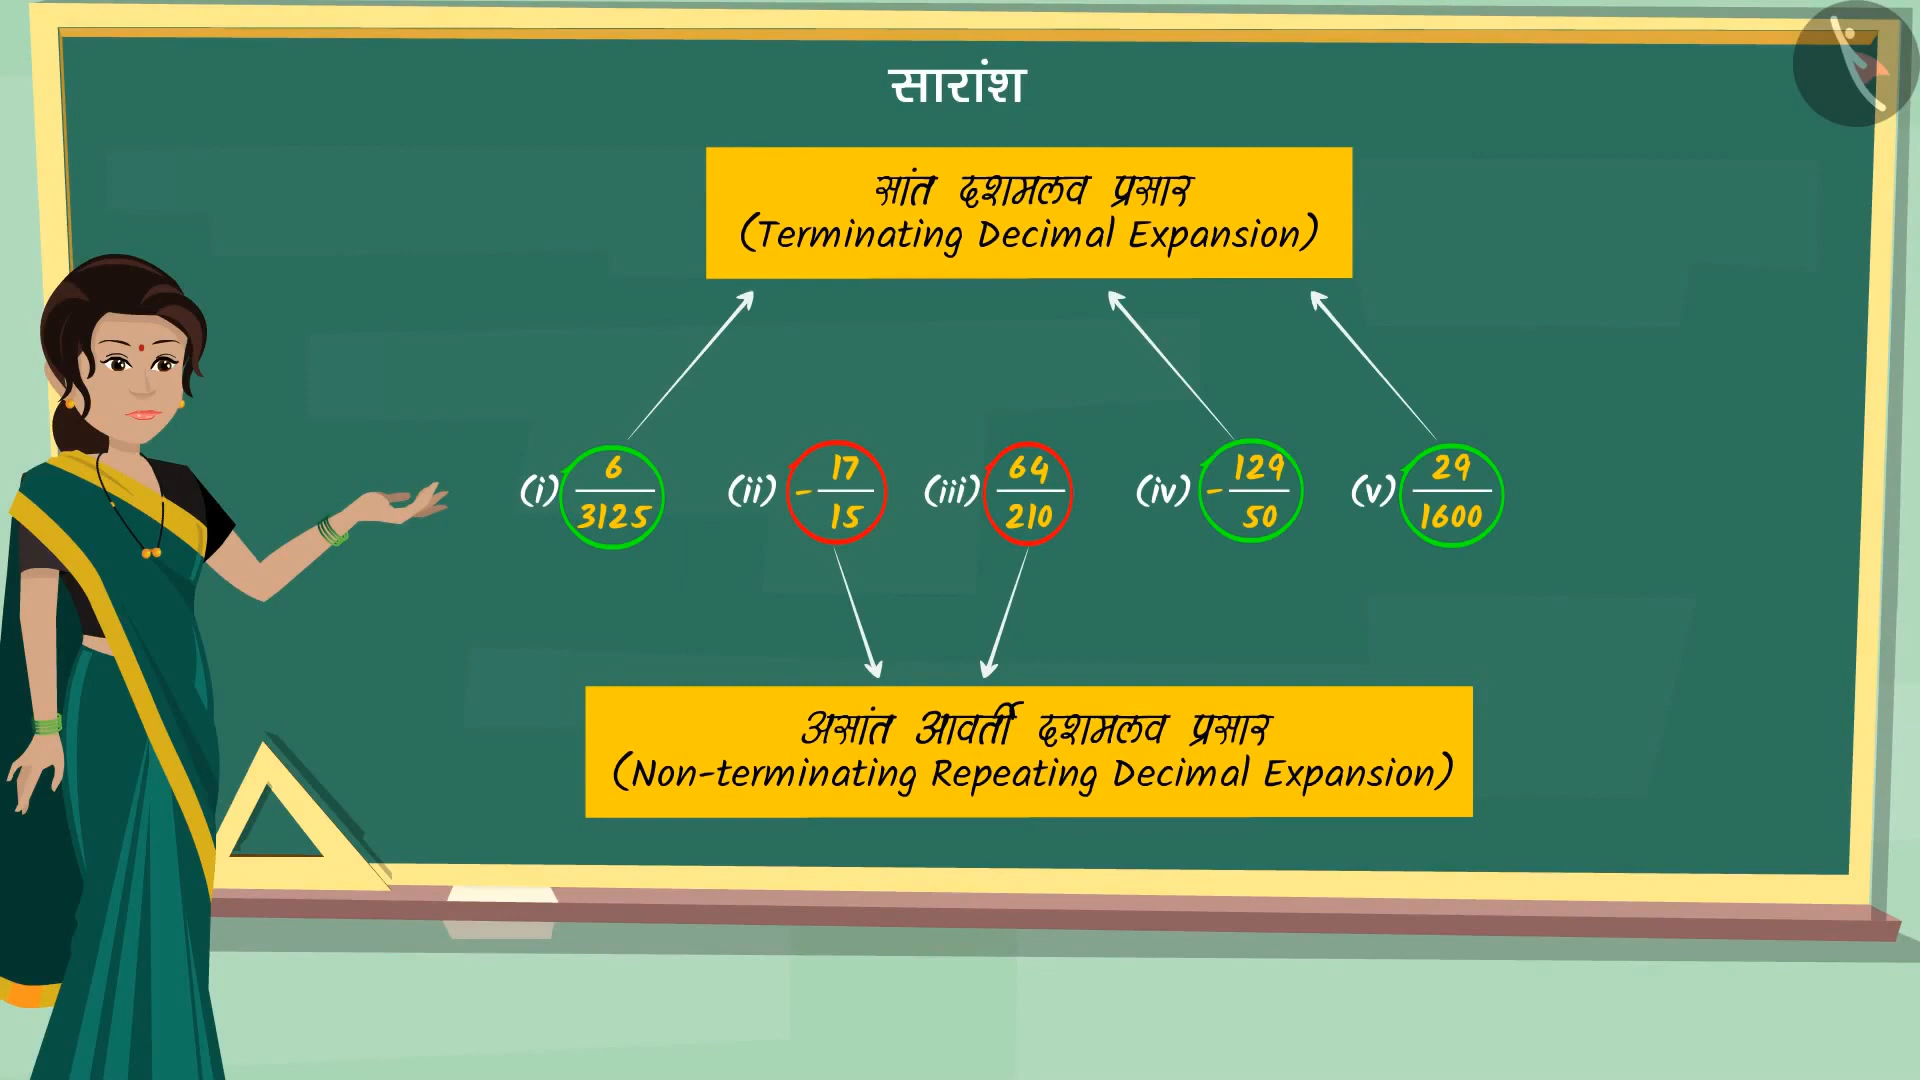 सारांश
सांत दशमलव प्रसार
(Terminating Decimal Expansion)
(i) 6/3125 (ii) -17/15 (iii) 64/210 (iv) -129/50 (v) 29/1600
असांत आवर्ती दशमलव प्रसार
(Non-terminating Repeating Decimal Expansion)